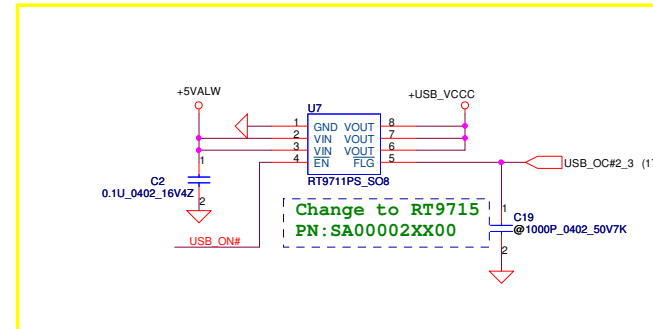 +5VALW
+USB_VCCC
U7
1 GND VOUT 8
2 VIN VOUT 7
3 VIN VOUT 6
4 EN FLG 5
RT9711PS_SO8
1
C2
0.1U_0402_16V4Z
2
USB_ON#
USB_OC#2_3 (17
Change to RT9715
PN:SA00002XX00
1
C19
@1000P_0402_50V7K
2